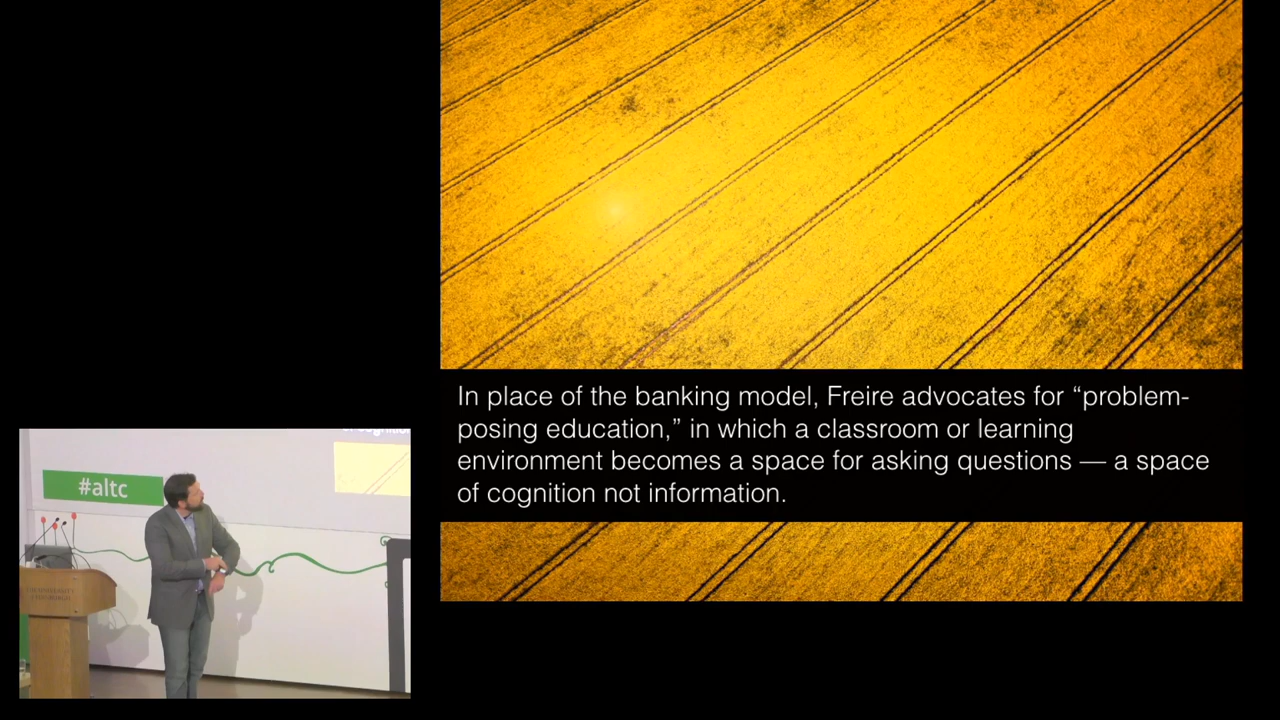 In place of the banking model, Freire advocates for “problem-
posing education,” in which a classroom or learning
environment becomes a space for asking questions — a space
of cognition not information.
#altc